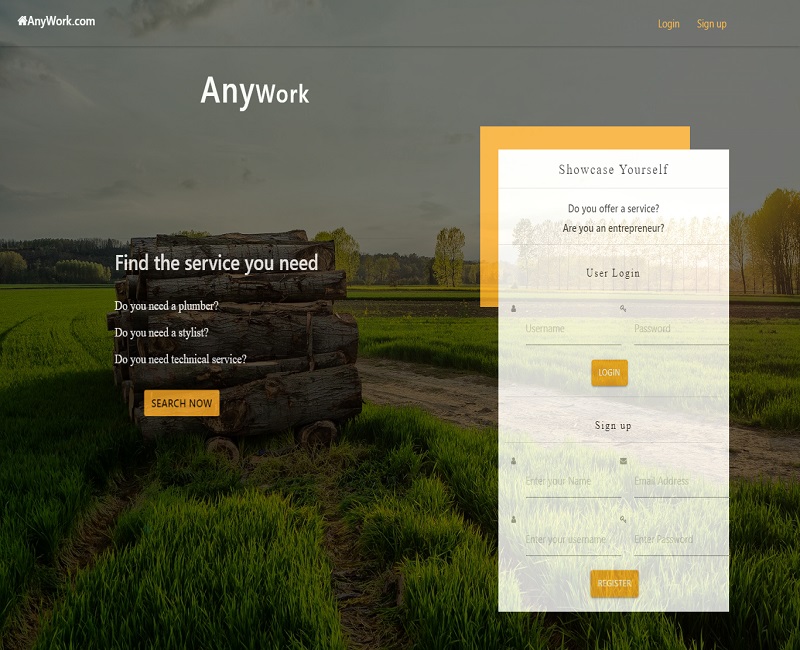 AnyWork.com
Login Sign up
AnyWork
Find the service you need
Do you need a plumber?
Do you need a stylist?
Do you need technical service?
SEARCH NOW
Showcase Yourself
Do you offer a service?
Are you an entrepreneur?
User Login
Username Password
LOGIN
Sign up
Enter your Name Email Address
Enter your username Enter Password
REGISTER